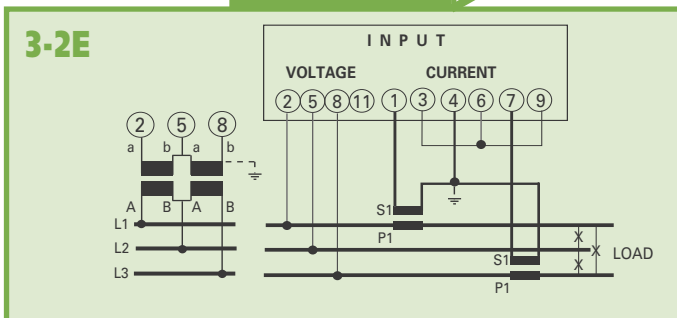 3-2E
INPUT
VOLTAGE CURRENT
2 5 8 11 1 3 4 6 7 9
2 5 8
a b a b
A B A B
S1
L1
P1
L2
S1
LOAD
L3
P1
X
X
X